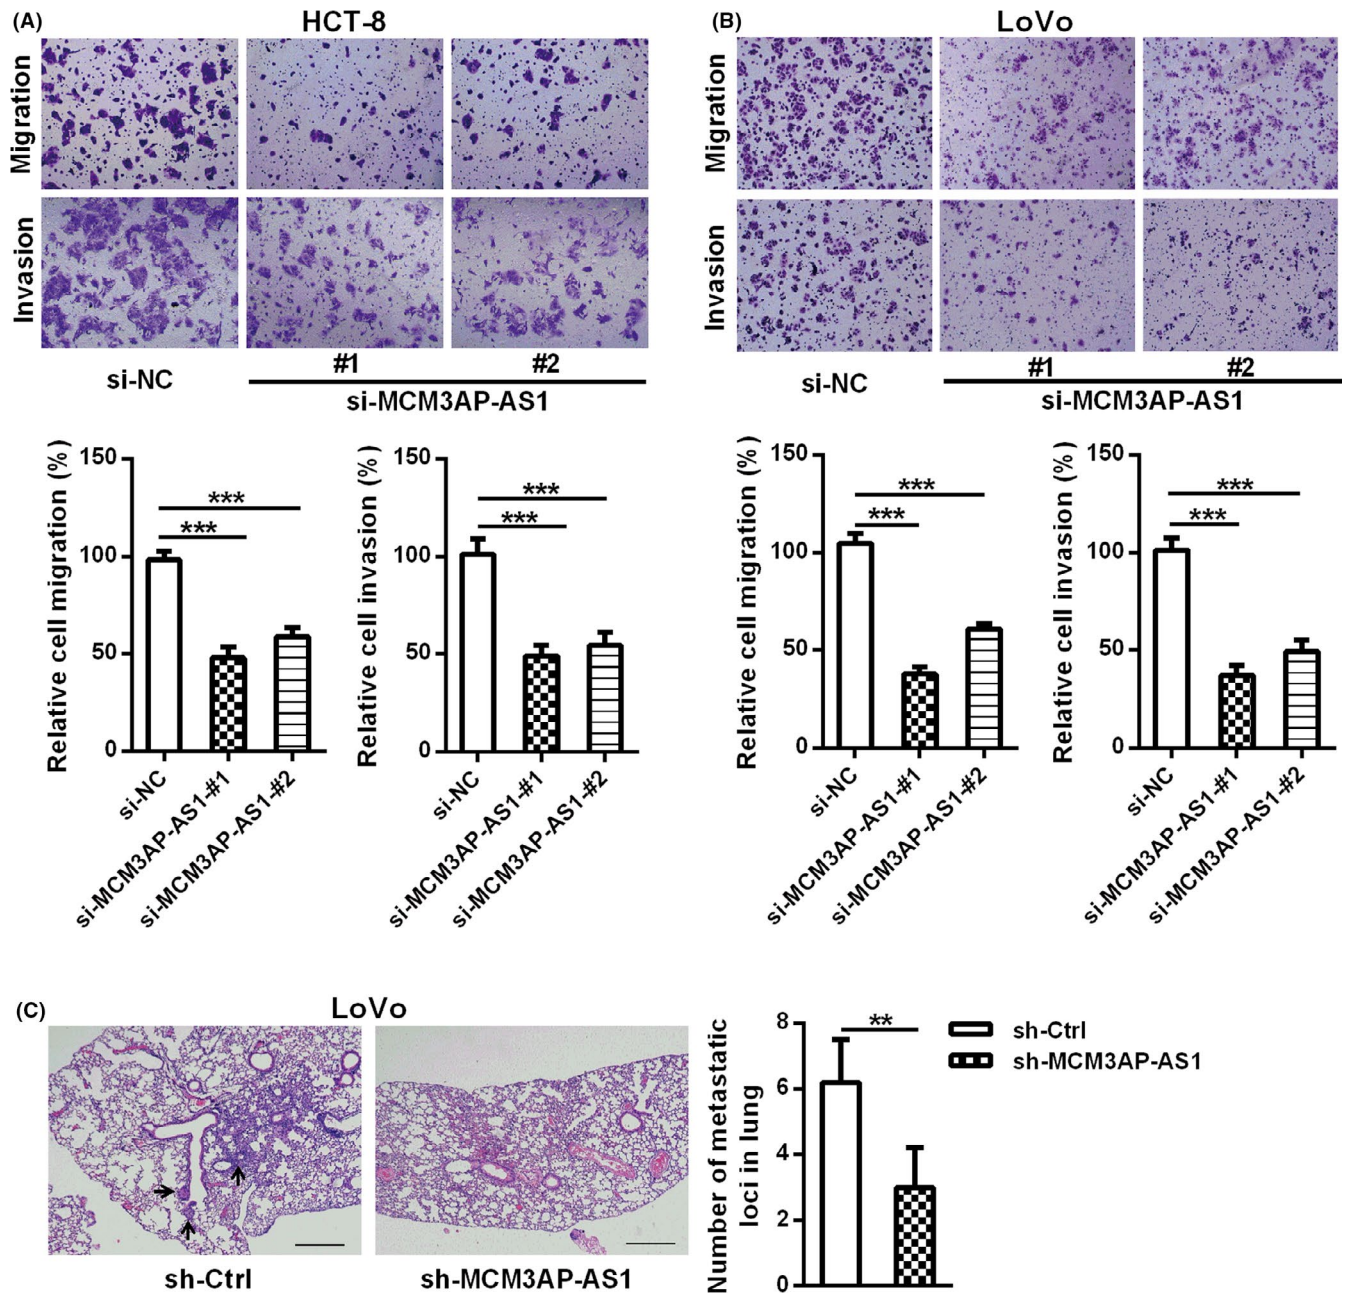 (A)
HCT-8
Migration
Invasion
si-NC
#1
#2
si-MCM3AP-AS1
Relative cell migration (%)
150
100
50
0
***
***
si-NC
si-MCM3AP-AS1-#1
si-MCM3AP-AS1-#2
Relative cell invasion (%)
150
100
50
0
***
***
si-NC
si-MCM3AP-AS1-#1
si-MCM3AP-AS1-#2
(B)
LoVo
Migration
Invasion
si-NC
#1
#2
si-MCM3AP-AS1
Relative cell migration (%)
150
100
50
0
***
***
si-NC
si-MCM3AP-AS1-#1
si-MCM3AP-AS1-#2
Relative cell invasion (%)
150
100
50
0
***
***
si-NC
si-MCM3AP-AS1-#1
si-MCM3AP-AS1-#2
(C)
LoVo
sh-Ctrl
sh-MCM3AP-AS1
Number of metastatic
loci in lung
8
6
4
2
0
**
sh-Ctrl
sh-MCM3AP-AS1